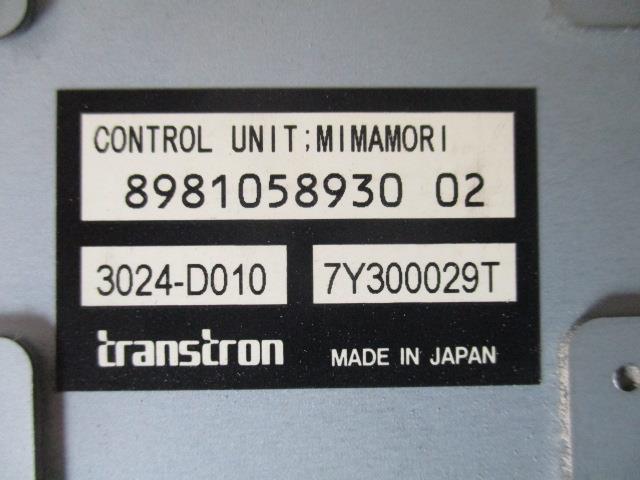 CONTROL UNIT;MIMAMORI
8981058930 02
3024-D010 7Y300029T
transtron MADE IN JAPAN